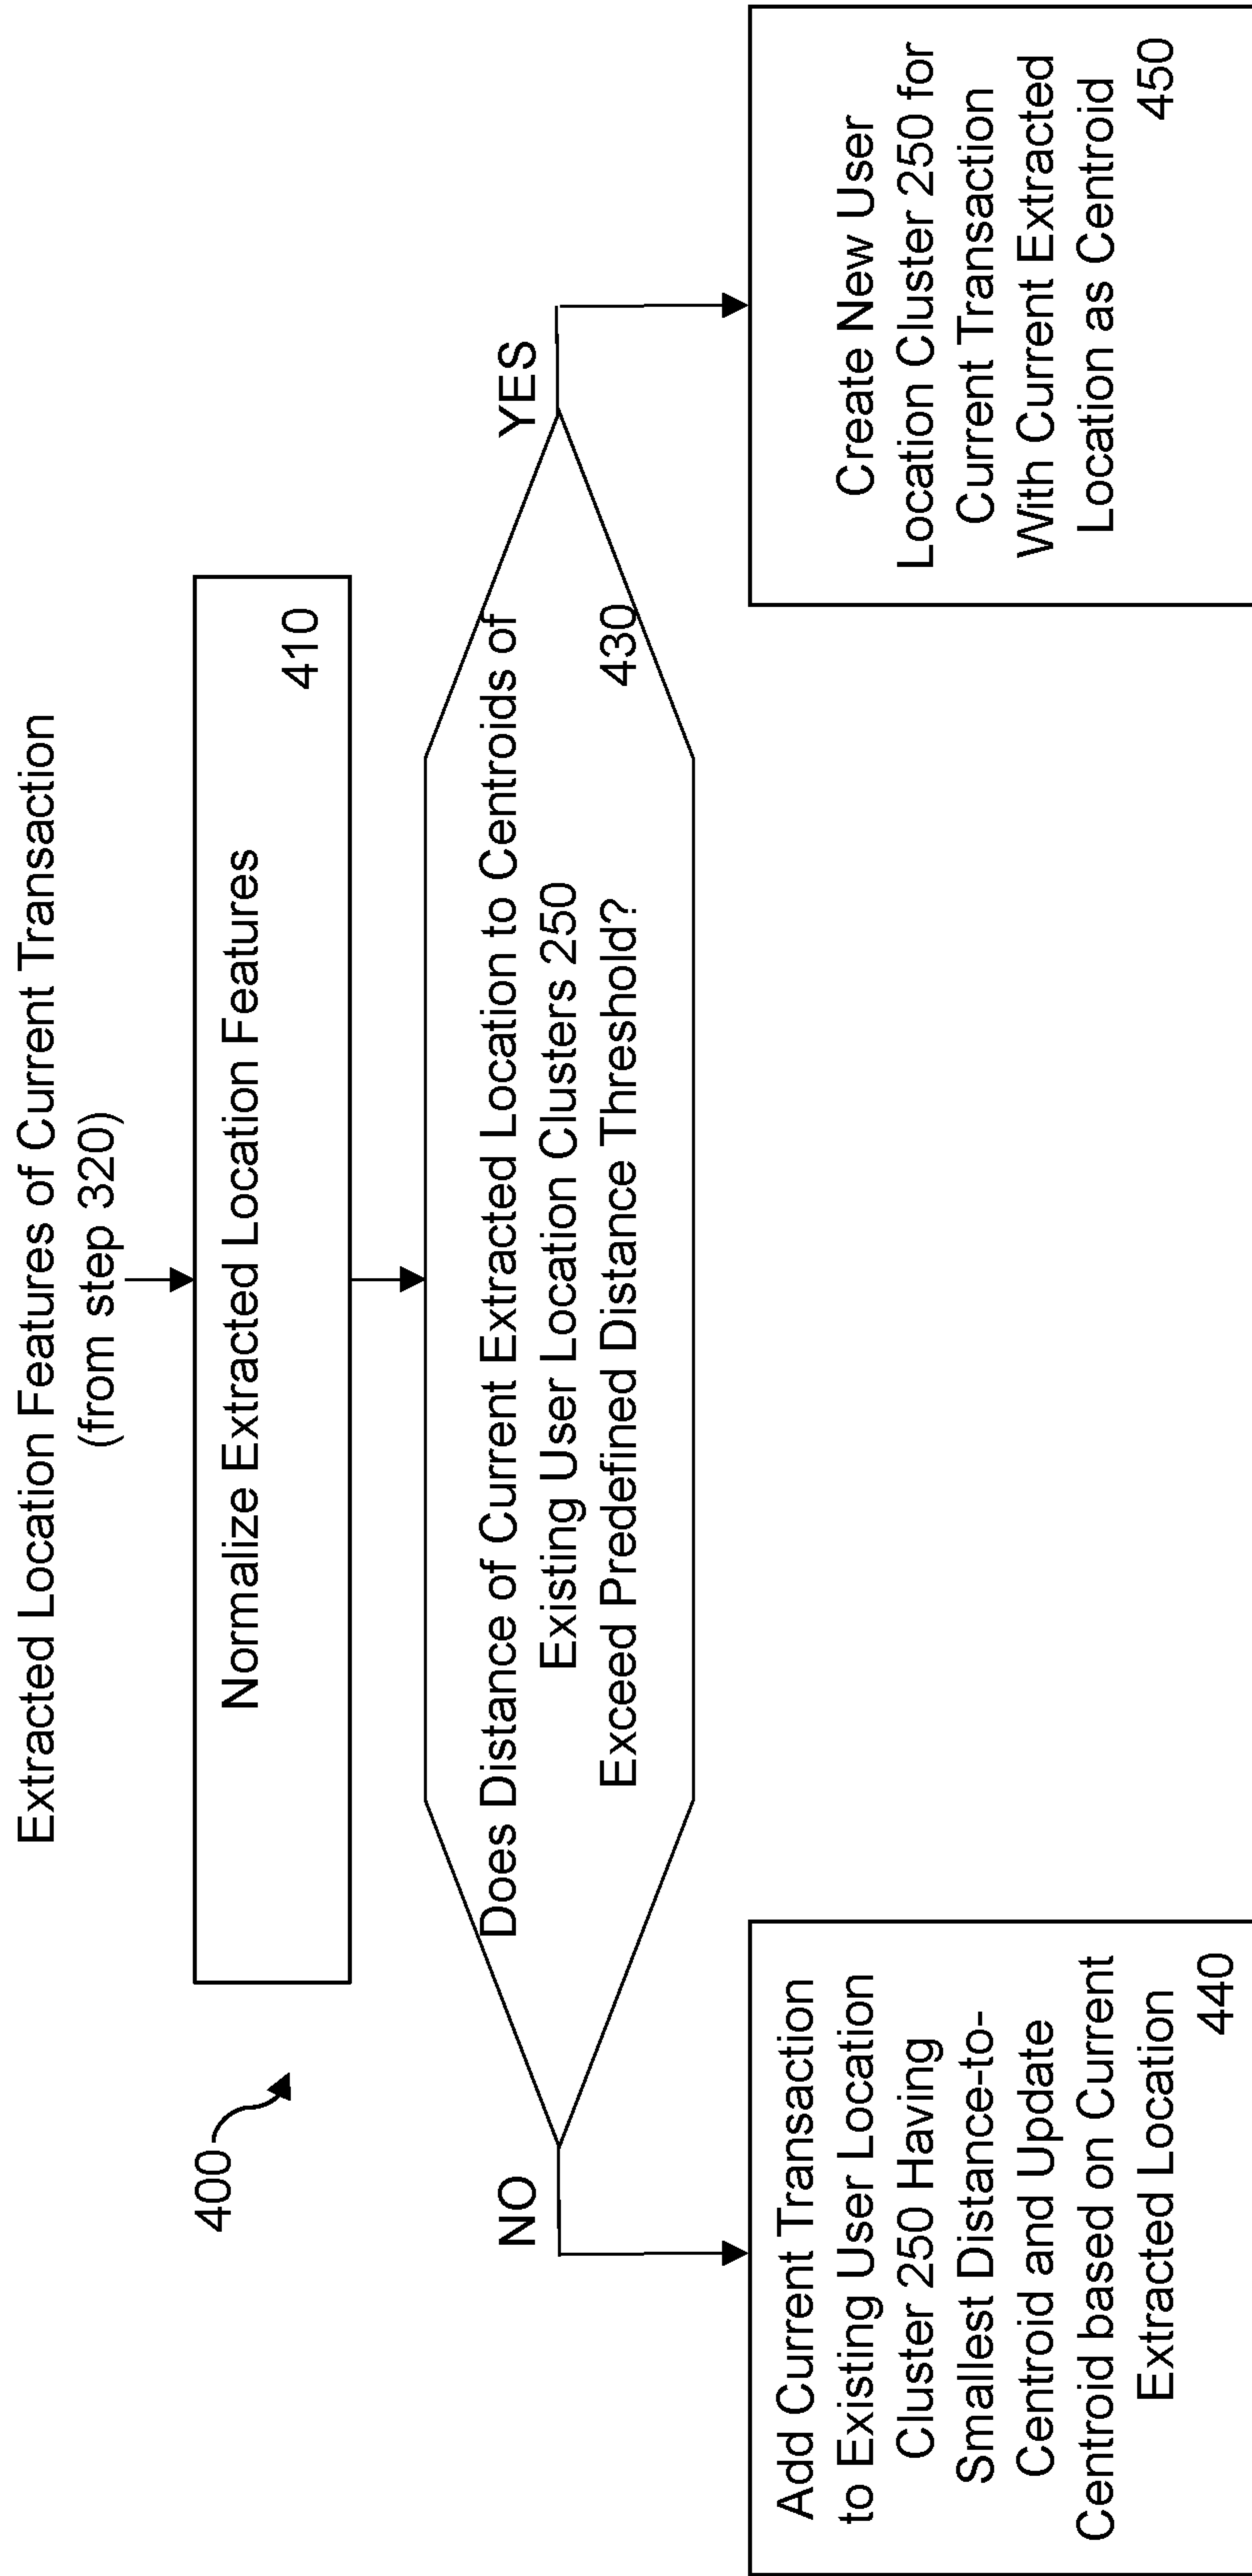 Extracted Location Features of Current Transaction
(from step 320)
400
Normalize Extracted Location Features
410
Does Distance of Current Extracted Location to Centroids of
Existing User Location Clusters 250
Exceed Predefined Distance Threshold?
430
NO
YES
Add Current Transaction
to Existing User Location
Cluster 250 Having
Smallest Distance-to-
Centroid and Update
Centroid based on Current
Extracted Location
440
Create New User
Location Cluster 250 for
Current Transaction
With Current Extracted
Location as Centroid
450